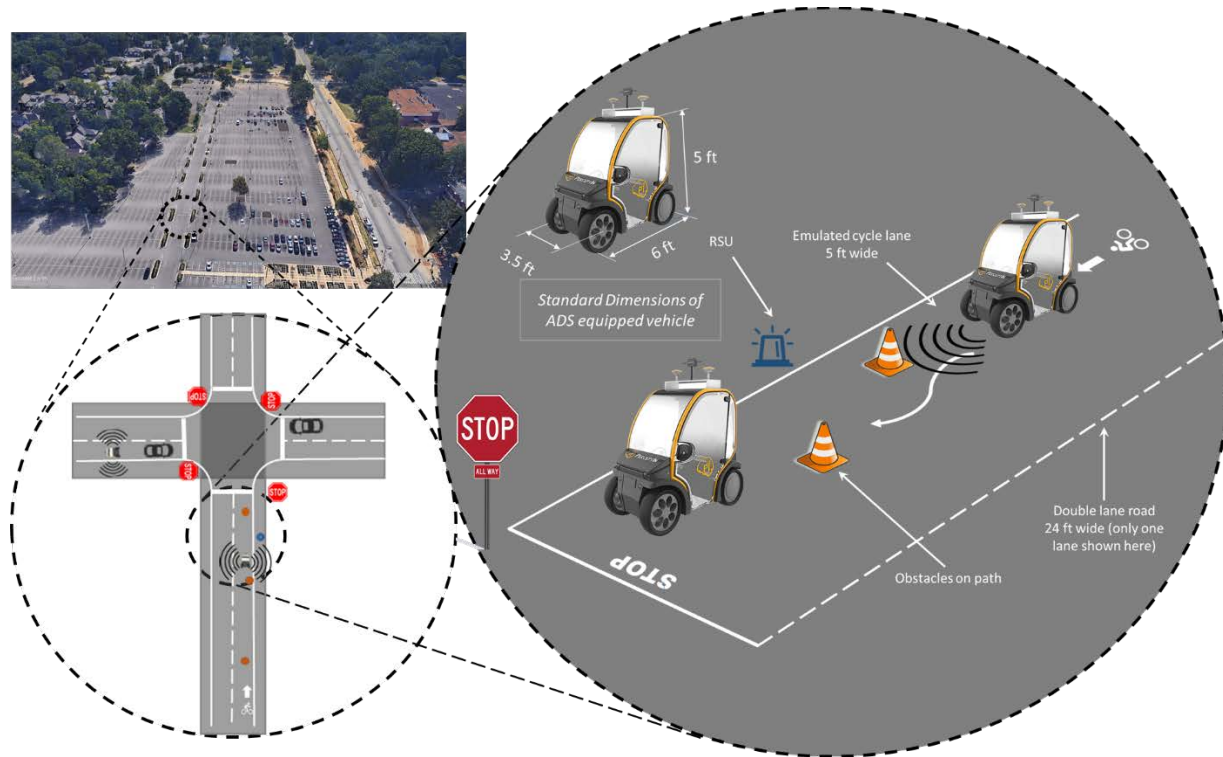 5 ft
3.5 ft
6 ft
Standard Dimensions of
ADS equipped vehicle
RSU
Emulated cycle lane
5 ft wide
STOP
ALL WAY
STOP
Obstacles on path
Double lane road
24 ft wide (only one
lane shown here)
STOP
STOP
STOP
STOP